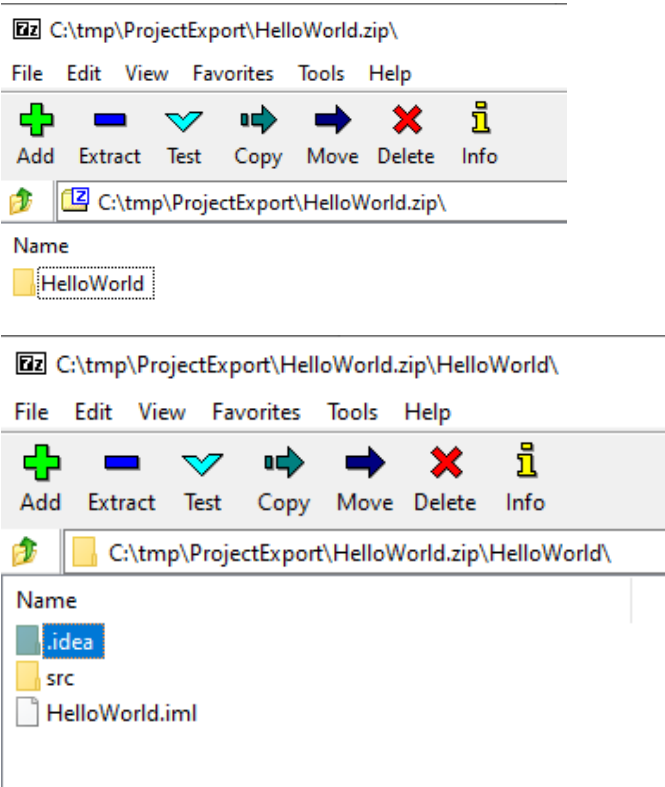 7z C:\tmp\ProjectExport\HelloWorld.zip\
File Edit View Favorites Tools Help
Add Extract Test Copy Move Delete Info
C:\tmp\ProjectExport\HelloWorld.zip\
Name
HelloWorld
7z C:\tmp\ProjectExport\HelloWorld.zip\HelloWorld\
File Edit View Favorites Tools Help
Add Extract Test Copy Move Delete Info
C:\tmp\ProjectExport\HelloWorld.zip\HelloWorld\
Name
.idea
src
HelloWorld.iml